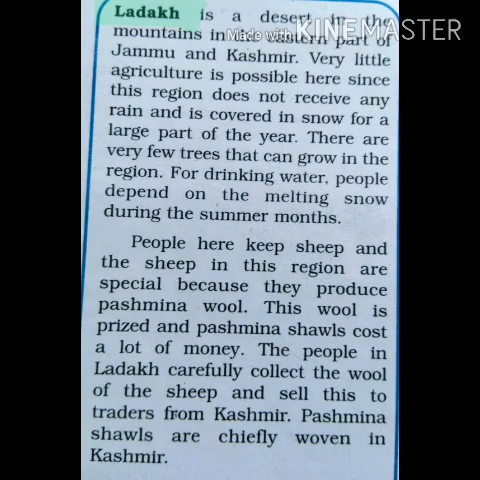 Ladakh is a desert in the
mountains in the eastern part of
Made with KINEMASTER
Jammu and Kashmir. Very little
agriculture is possible here since
this region does not receive any
rain and is covered in snow for a
large part of the year. There are
very few trees that can grow in the
region. For drinking water, people
depend on the melting snow
during the summer months.
People here keep sheep and
the sheep in this region are
special because they produce
pashmina wool. This wool is
prized and pashmina shawls cost
a lot of money. The people in
Ladakh carefully collect the wool
of the sheep and sell this to
traders from Kashmir. Pashmina
shawls are chiefly woven in
Kashmir.